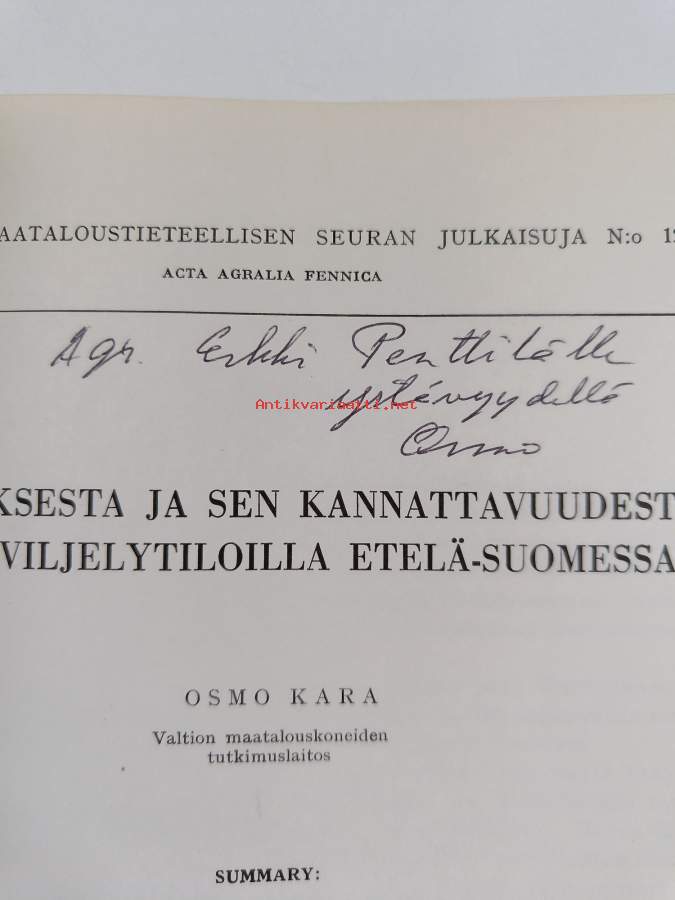 AATALOUSTIETEELLISEN SEURAN JULKAISUJA N:o 1
ACTA AGRALIA FENNICA
Agr. Erkki Penttilälle
ystävyydellä
Antikvariaatti.net
Osmo
KSESTA JA SEN KANNATTAVUUDEST
VILJELYTILOILLA ETELÄ-SUOMESSA
OSMO KARA
Valtion maatalouskoneiden
tutkimuslaitos
SUMMARY: